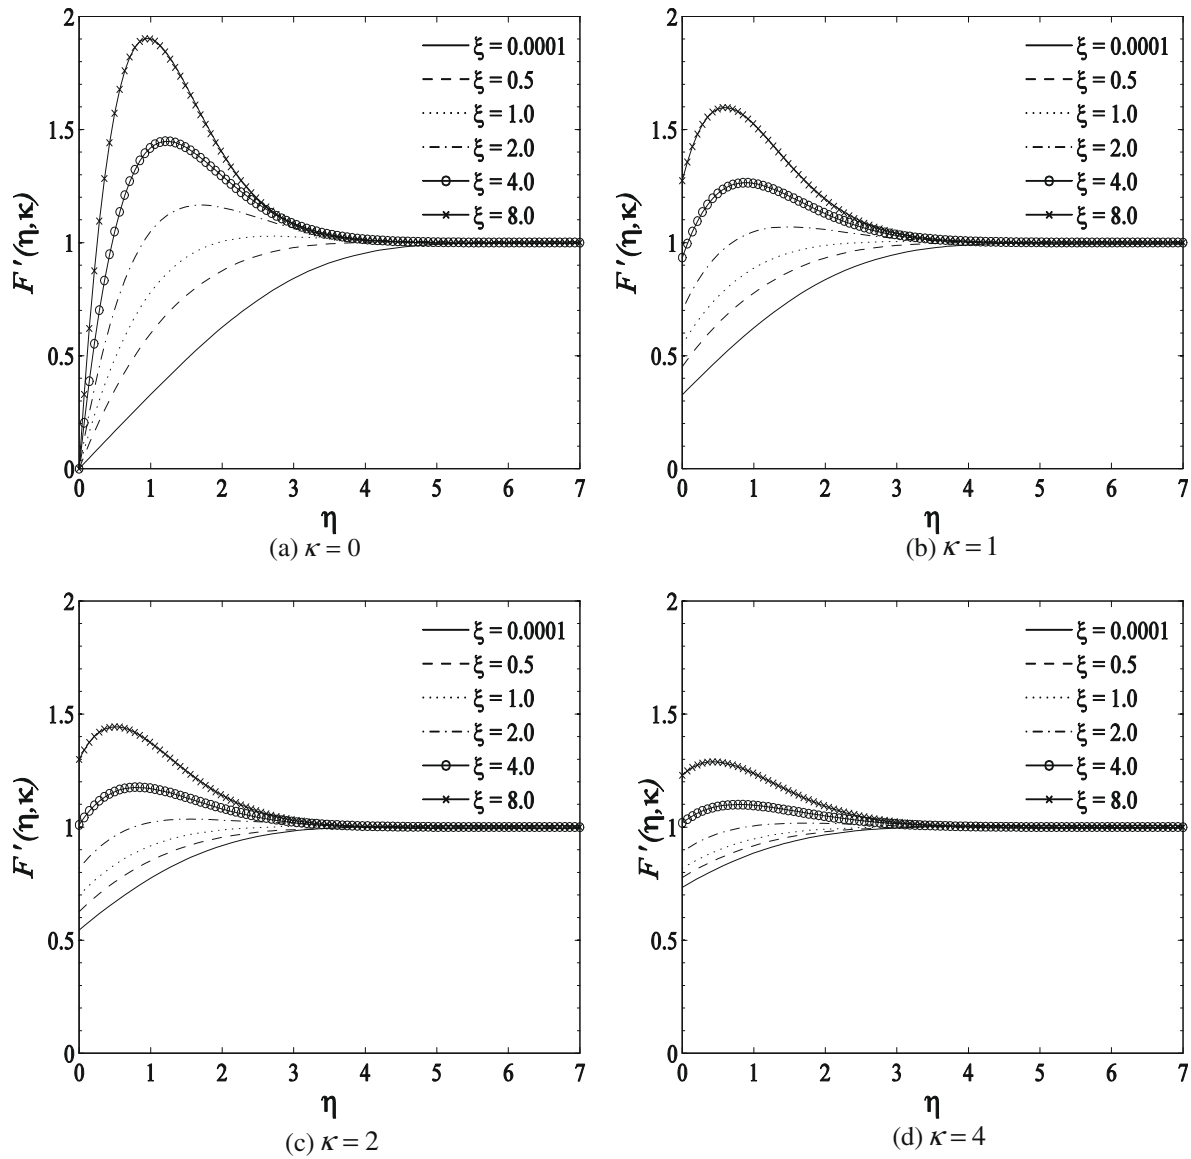 2
1.5
1
0.5
0
F'(η,κ)
ξ = 0.0001
ξ = 0.5
ξ = 1.0
ξ = 2.0
ξ = 4.0
ξ = 8.0
0 1 2 3 4 5 6 7
η
(a) κ = 0
2
1.5
1
0.5
0
F'(η,κ)
ξ = 0.0001
ξ = 0.5
ξ = 1.0
ξ = 2.0
ξ = 4.0
ξ = 8.0
0 1 2 3 4 5 6 7
η
(b) κ = 1
2
1.5
1
0.5
0
F'(η,κ)
ξ = 0.0001
ξ = 0.5
ξ = 1.0
ξ = 2.0
ξ = 4.0
ξ = 8.0
0 1 2 3 4 5 6 7
η
(c) κ = 2
2
1.5
1
0.5
0
F'(η,κ)
ξ = 0.0001
ξ = 0.5
ξ = 1.0
ξ = 2.0
ξ = 4.0
ξ = 8.0
0 1 2 3 4 5 6 7
η
(d) κ = 4